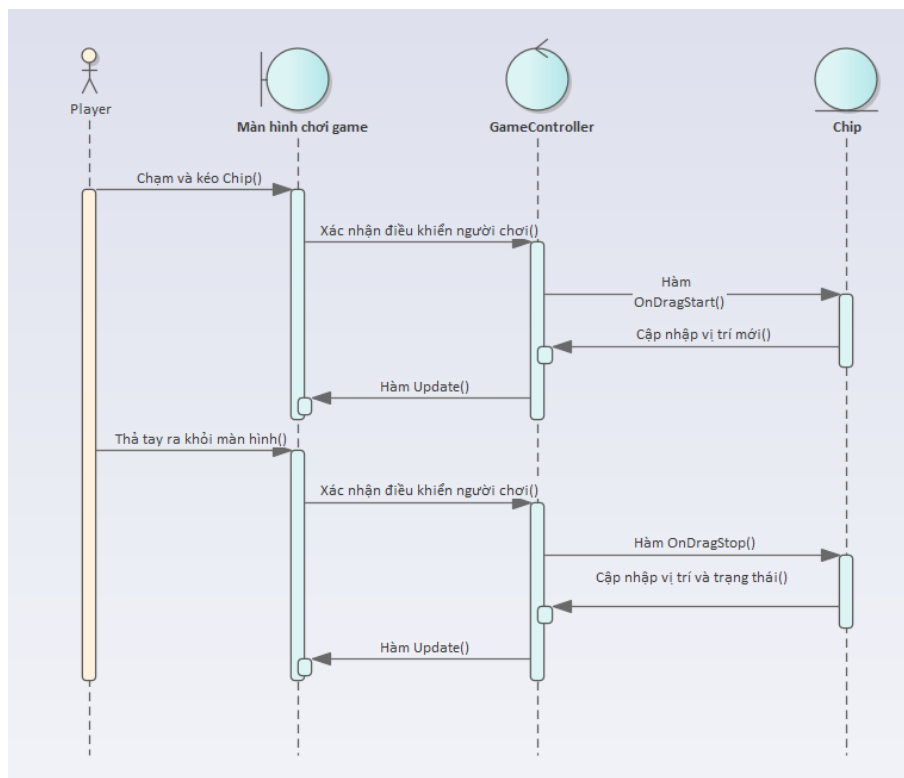 Player
Màn hình chơi game
GameController
Chip
Chạm và kéo Chip()
Xác nhận điều khiển người chơi()
Hàm
OnDragStart()
Cập nhập vị trí mới()
Hàm Update()
Thả tay ra khỏi màn hình()
Xác nhận điều khiển người chơi()
Hàm OnDragStop()
Cập nhập vị trí và trạng thái()
Hàm Update()